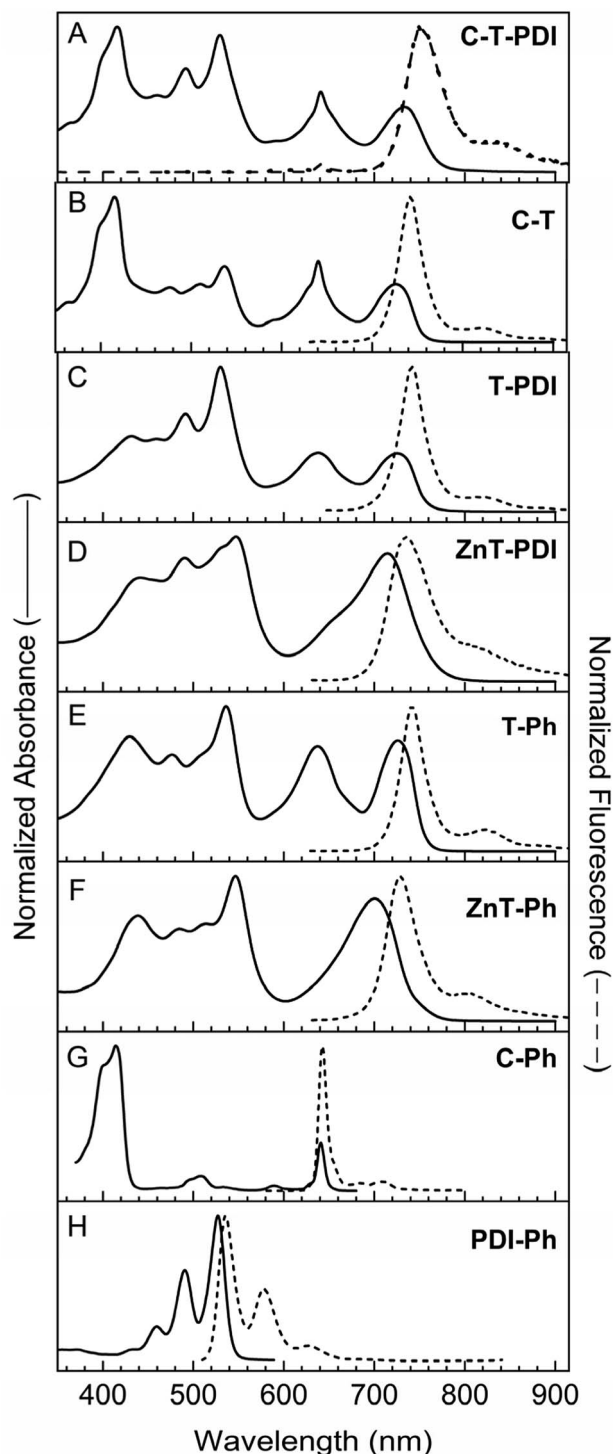 A
C-T-PDI
B
C-T
C
T-PDI
D
ZnT-PDI
E
T-Ph
F
ZnT-Ph
G
C-Ph
H
PDI-Ph
Normalized Absorbance (——)
Normalized Fluorescence (----)
400 500 600 700 800 900
Wavelength (nm)